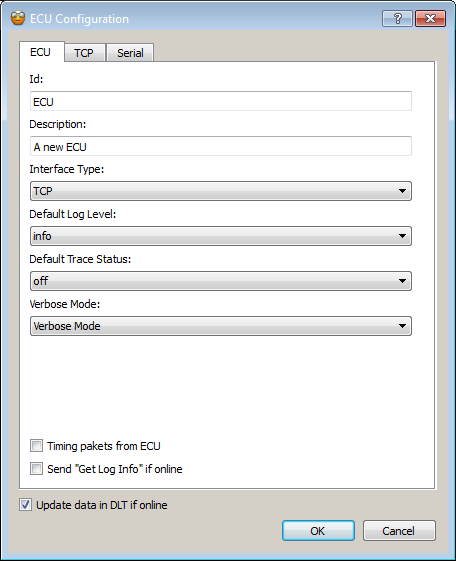 ECU Configuration
ECU TCP Serial
Id:
ECU
Description:
A new ECU
Interface Type:
TCP
Default Log Level:
info
Default Trace Status:
off
Verbose Mode:
Verbose Mode
Timing pakets from ECU
Send "Get Log Info" if online
Update data in DLT if online
OK Cancel